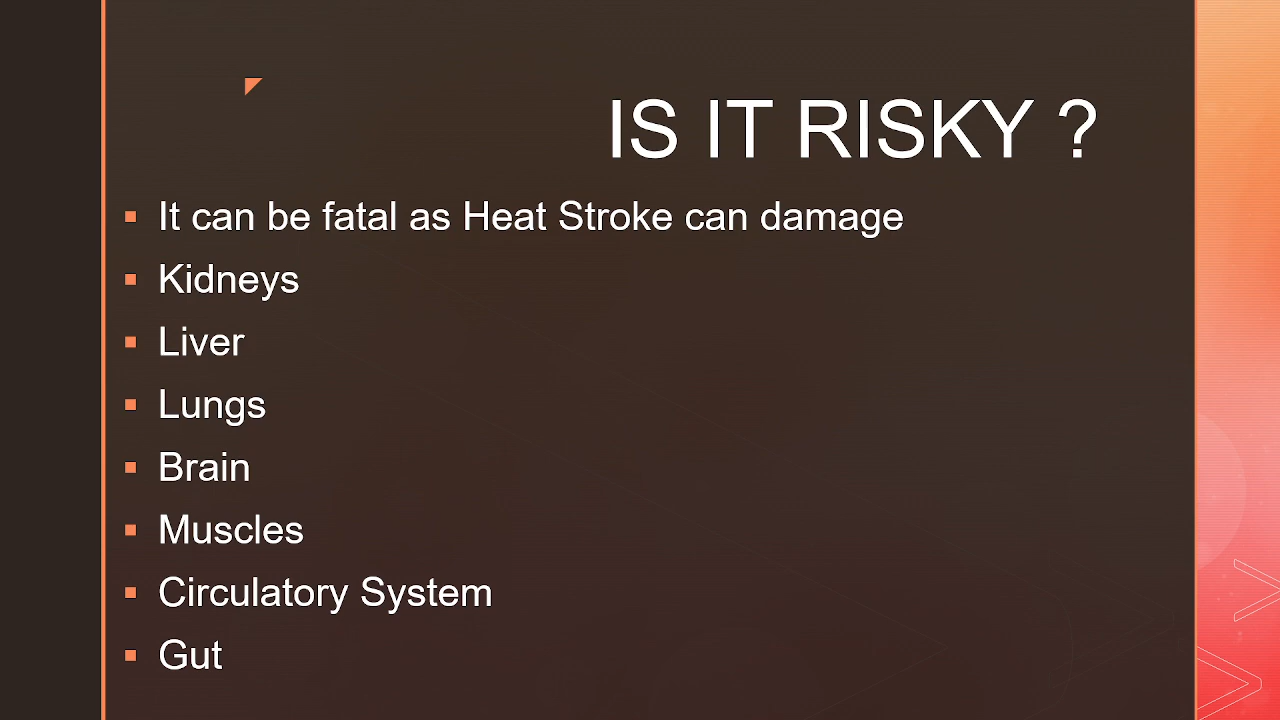 IS IT RISKY ?
It can be fatal as Heat Stroke can damage
Kidneys
Liver
Lungs
Brain
Muscles
Circulatory System
Gut